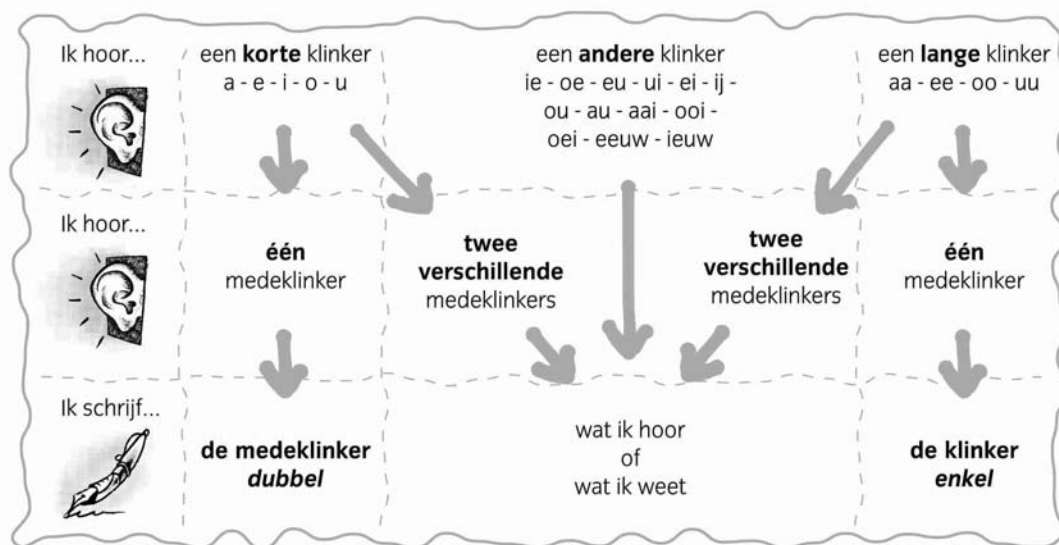 Ik hoor...
een korte klinker
a - e - i - o - u
een andere klinker
ie - oe - eu - ui - ei - ij -
ou - au - aai - ooi -
oei - eeuw - ieuw
een lange klinker
aa - ee - oo - uu
Ik hoor...
één
medeklinker
twee
verschillende
medeklinkers
twee
verschillende
medeklinkers
één
medeklinker
Ik schrijf...
de medeklinker
dubbel
wat ik hoor
of
wat ik weet
de klinker
enkel